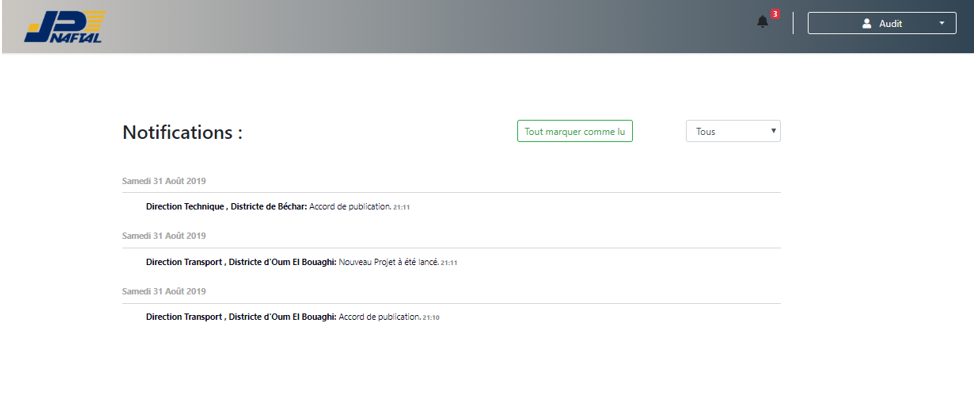 JP
NAFTAL
3
Audit
Notifications :
Tout marquer comme lu
Tous
Samedi 31 Août 2019
Direction Technique , Districte de Béchar: Accord de publication. 21:11
Samedi 31 Août 2019
Direction Transport , Districte d'Oum El Bouaghi: Nouveau Projet à été lancé. 21:11
Samedi 31 Août 2019
Direction Transport , Districte d'Oum El Bouaghi: Accord de publication. 21:10